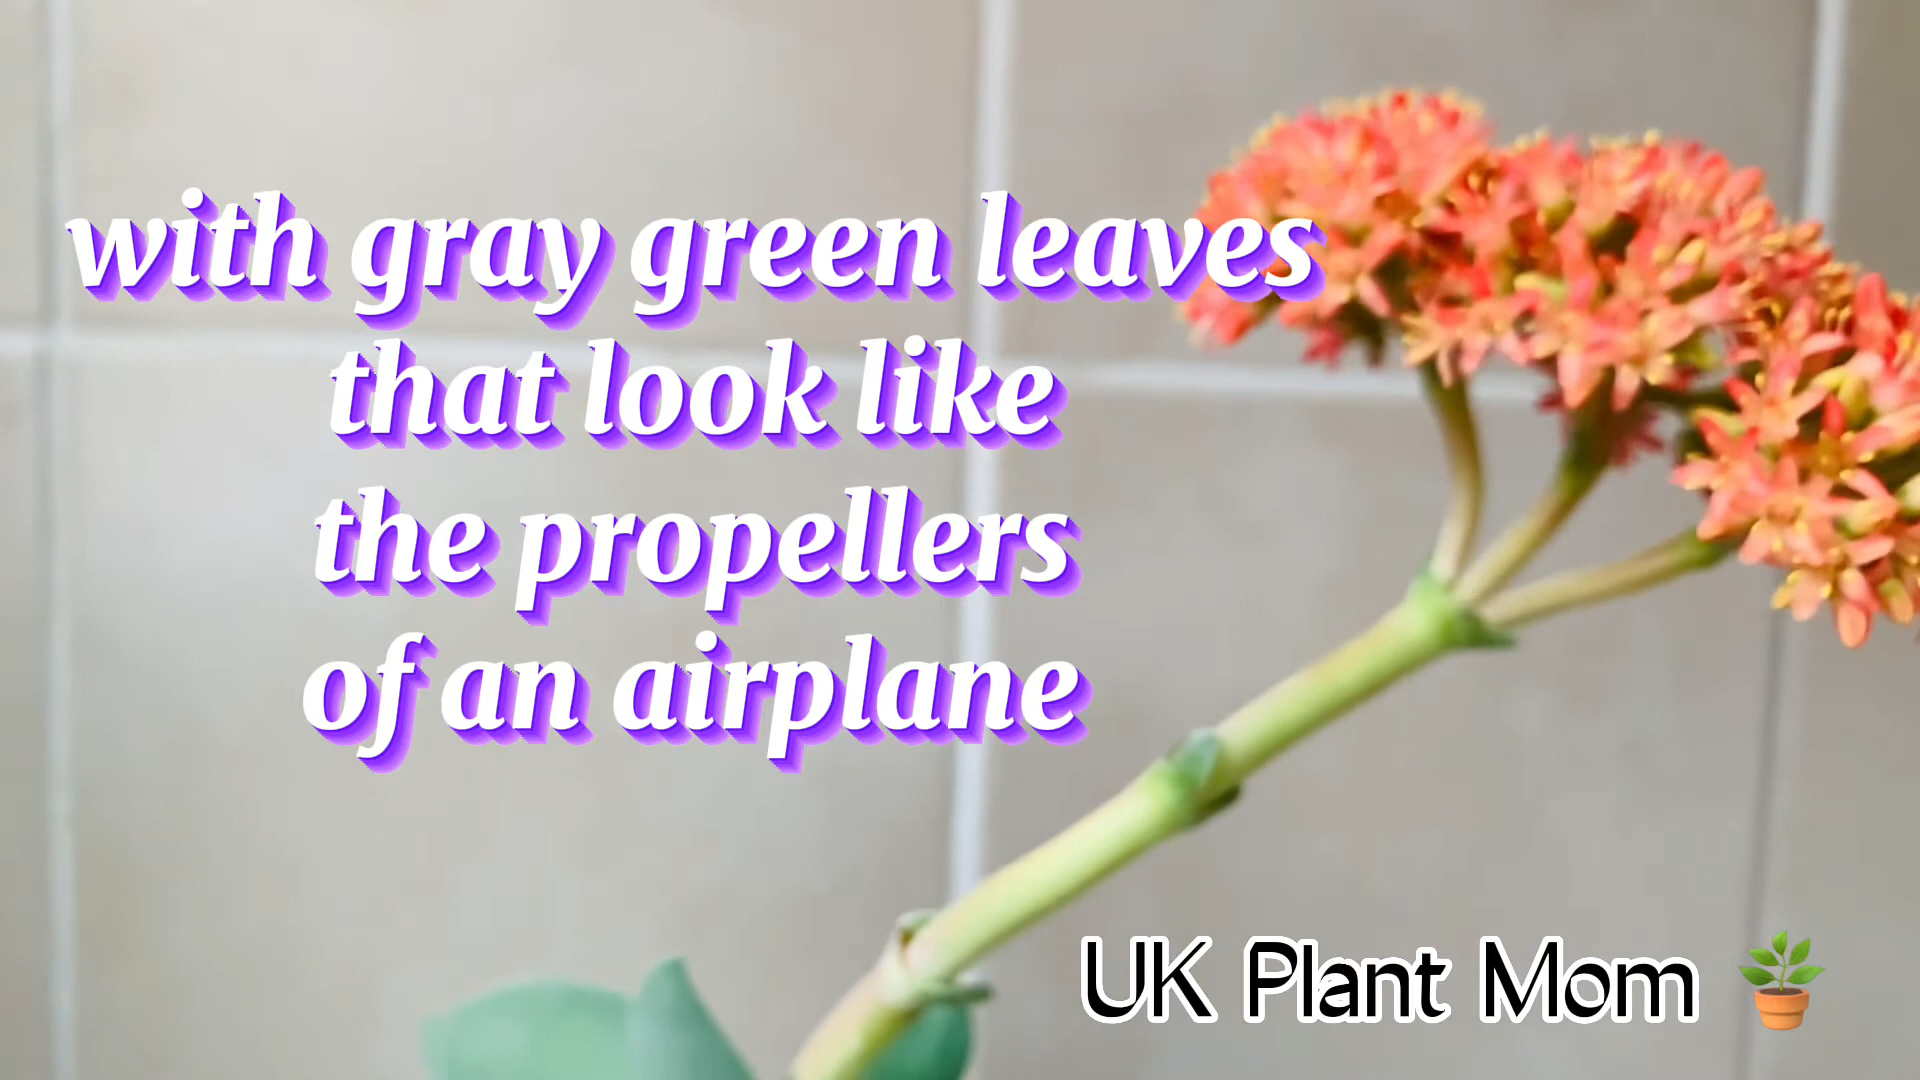 with gray green leaves
that look like
the propellers
of an airplane
UK Plant Mom